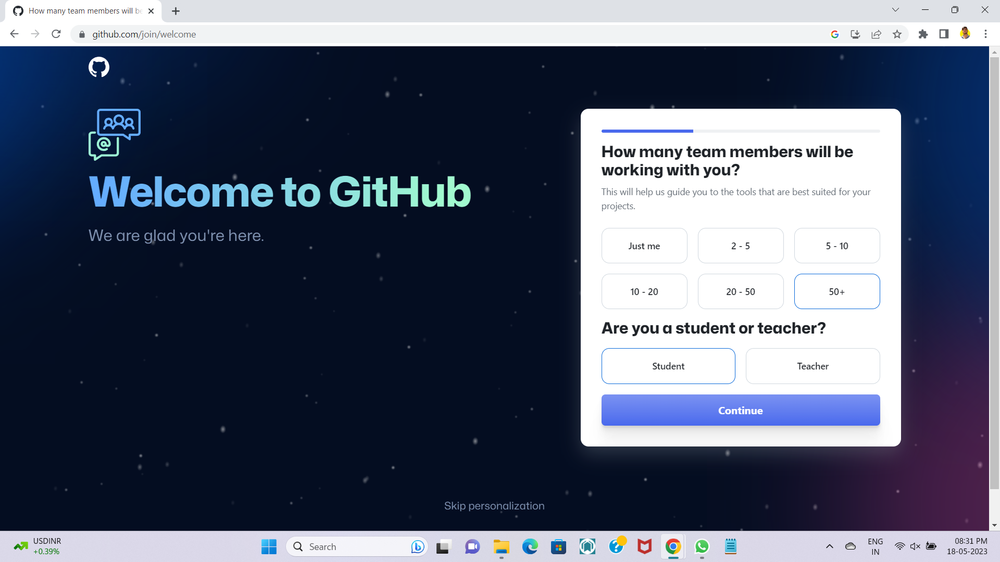 How many team members will be
github.com/join/welcome
Welcome to GitHub
We are glad you're here.
How many team members will be
working with you?
This will help us guide you to the tools that are best suited for your
projects.
Just me
2 - 5
5 - 10
10 - 20
20 - 50
50+
Are you a student or teacher?
Student
Teacher
Continue
Skip personalization
USDINR
+0.39%
Search
ENG
IN
08:31 PM
18-05-2023